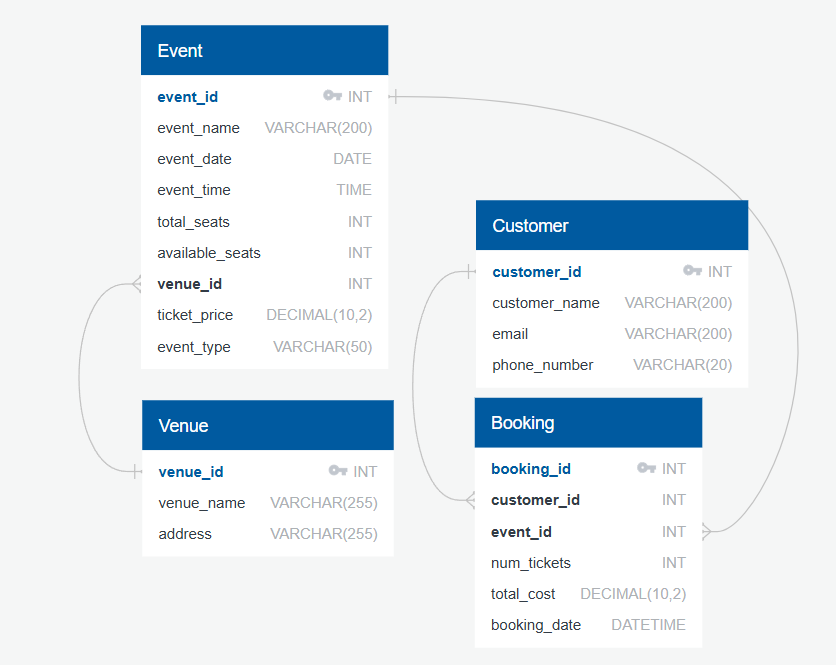 Event
event_id INT
event_name VARCHAR(200)
event_date DATE
event_time TIME
total_seats INT
available_seats INT
venue_id INT
ticket_price DECIMAL(10,2)
event_type VARCHAR(50)
Venue
venue_id INT
venue_name VARCHAR(255)
address VARCHAR(255)
Customer
customer_id INT
customer_name VARCHAR(200)
email VARCHAR(200)
phone_number VARCHAR(20)
Booking
booking_id INT
customer_id INT
event_id INT
num_tickets INT
total_cost DECIMAL(10,2)
booking_date DATETIME